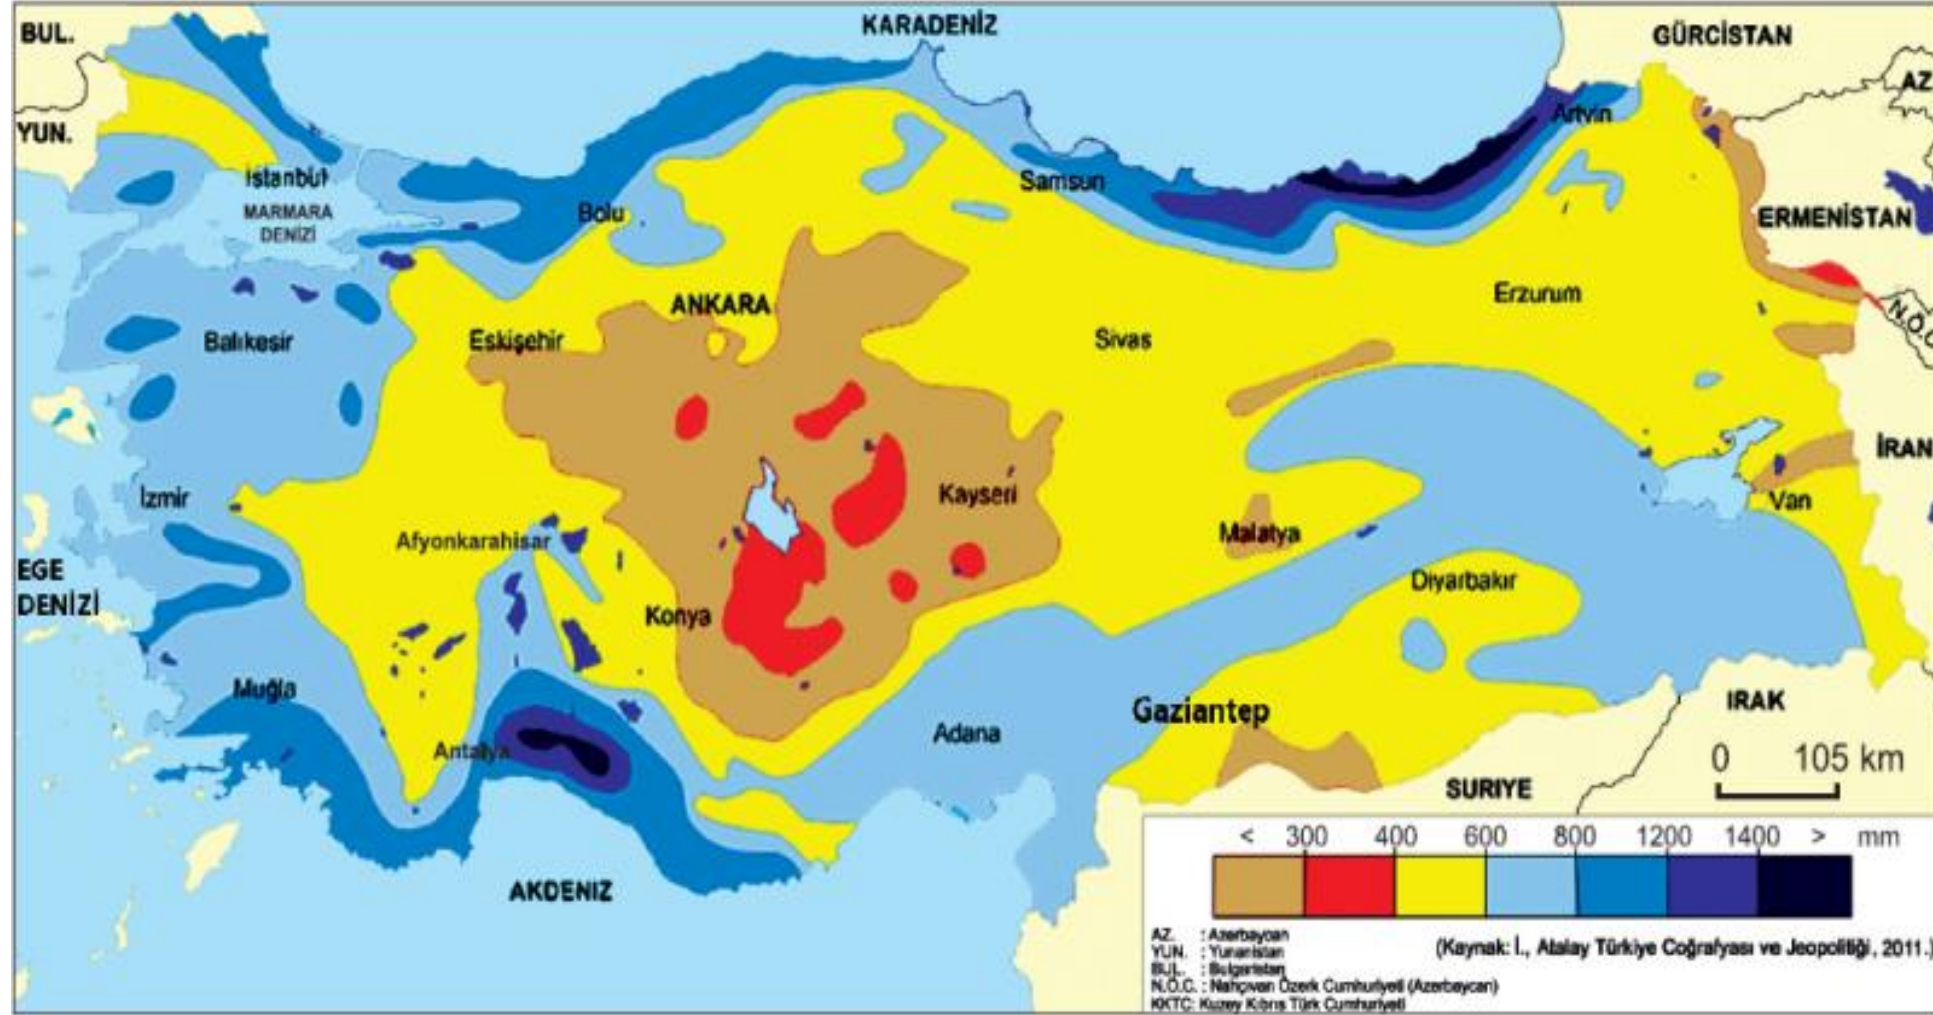 BUL.
KARADENİZ
GÜRCİSTAN
AZ.
YUN.
Artvin
İstanbul
MARMARA
DENİZİ
Samsun
Bolu
ERMENİSTAN
ANKARA
Erzurum
N.Ö.C
Balıkesir
Eskişehir
Sivas
İzmir
Kayseri
İRAN
Van
Afyonkarahisar
Malatya
EGE
DENİZİ
Diyarbakır
Konya
Muğla
Gaziantep
IRAK
Antalya
Adana
0 105 km
SURIYE
AKDENIZ
< 300 400 600 800 1200 1400 > mm
AZ. : Azerbaycan
YUN. : Yunanistan
BUL. : Bulgaristan
N.Ö.C. : Nahçıvan Özerk Cumhuriyeti (Azerbaycan)
KKTC: Kuzey Kıbrıs Türk Cumhuriyeti
(Kaynak: İ., Atalay Türkiye Coğrafyası ve Jeopolitiği, 2011.)